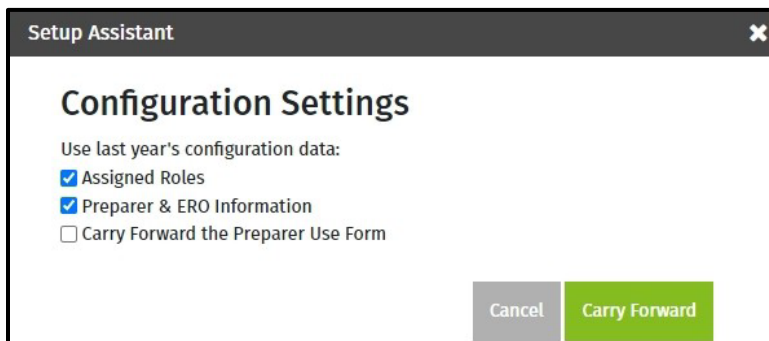 Setup Assistant
Configuration Settings
Use last year's configuration data:
Assigned Roles
Preparer & ERO Information
Carry Forward the Preparer Use Form
Cancel Carry Forward